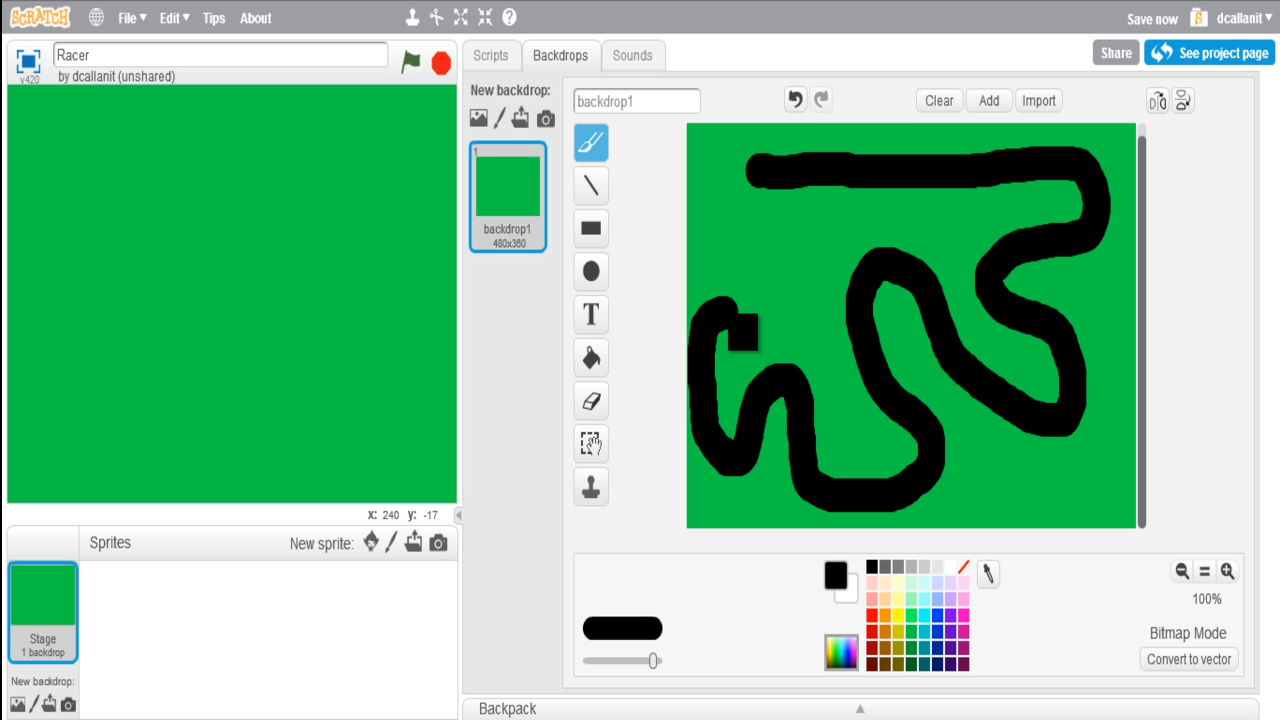 SCRATCH File▼ Edit▼ Tips About Save now S dcallanit▼
Racer
v420
by dcallanit (unshared)
Scripts Backdrops Sounds Share See project page
New backdrop:
backdrop1 Clear Add Import
1
backdrop1
480x360
T
x: 240 y: -17
Sprites New sprite:
Stage
1 backdrop
New backdrop:
100%
Bitmap Mode
Convert to vector
Backpack